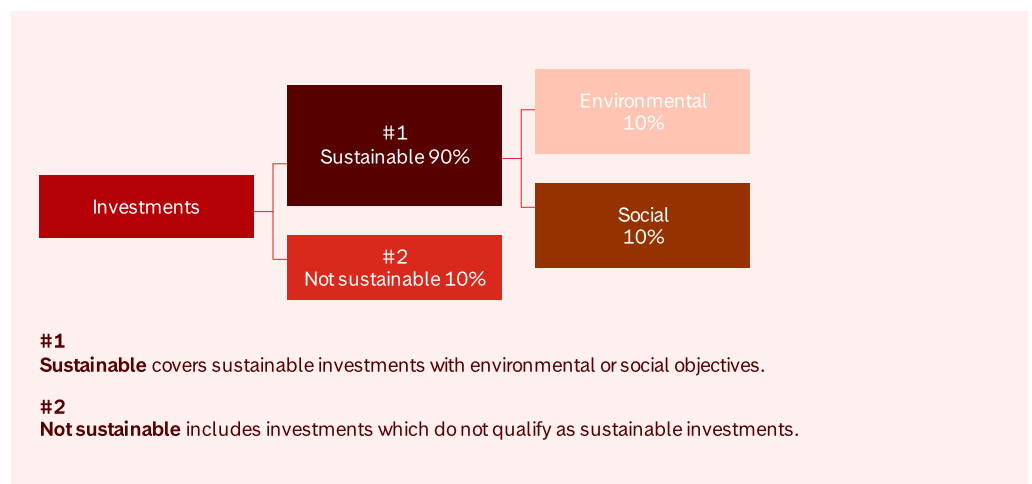 Environmental
10%
#1
Sustainable 90%
Investments
Social
10%
#2
Not sustainable 10%
#1
Sustainable covers sustainable investments with environmental or social objectives.
#2
Not sustainable includes investments which do not qualify as sustainable investments.